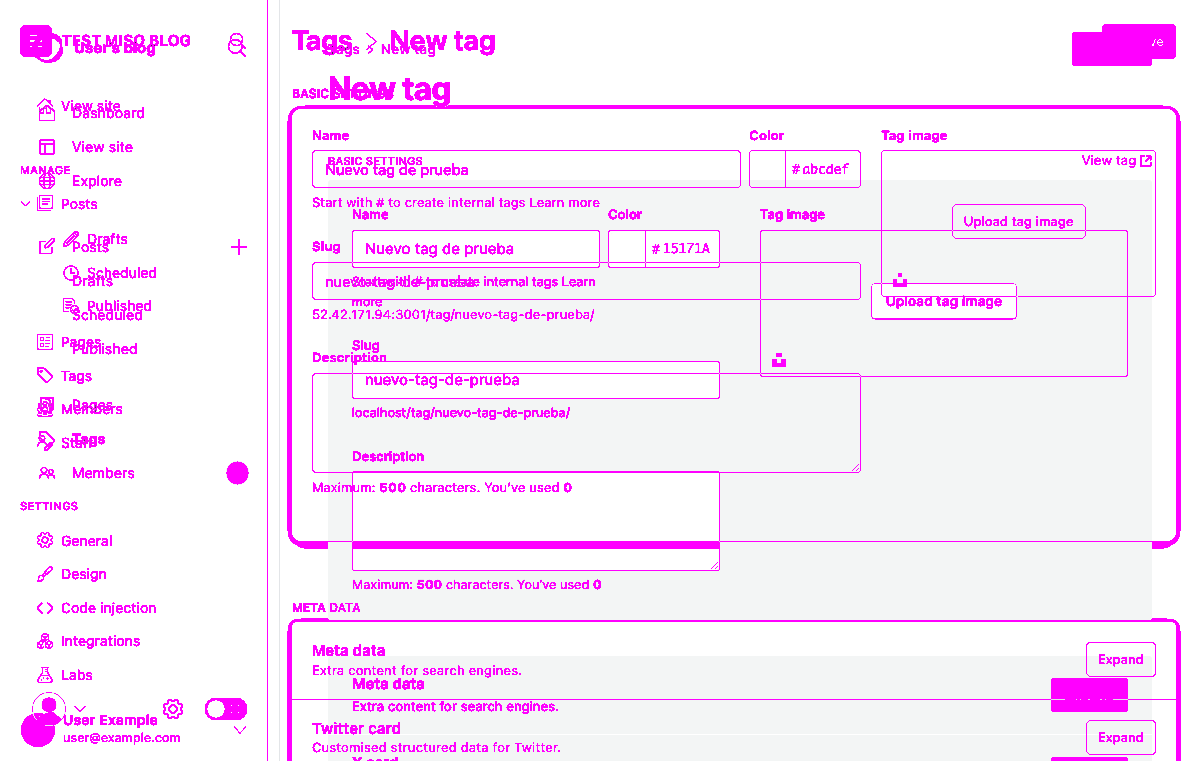 TEST MISO BLOG
User's blog
View site
Dashboard
View site
MANAGE
Explore
Posts
Drafts
Posts
Scheduled
Drafts
Published
Scheduled
Pages
Published
Tags
Members
Pages
Staff
Tags
Members
SETTINGS
General
Design
Code injection
Integrations
Labs
User Example
user@example.com
Tags > New tag
Tags > New tag
New tag
BASIC SETTINGS
Name
Color
Tag image
Nuevo tag de prueba
#abcdef
View tag
Start with # to create internal tags Learn more
Name
Color
Tag image
Upload tag image
Slug
Nuevo tag de prueba
#15171A
nuevo-tag-de-prueba
Start with # to create internal tags Learn
more
Upload tag image
52.42.171.94:3001/tag/nuevo-tag-de-prueba/
Slug
Description
nuevo-tag-de-prueba
localhost/tag/nuevo-tag-de-prueba/
Description
Maximum: 500 characters. You've used 0
Maximum: 500 characters. You've used 0
META DATA
Meta data
Extra content for search engines.
Expand
Meta data
Extra content for search engines.
Twitter card
Customised structured data for Twitter.
Expand
X card